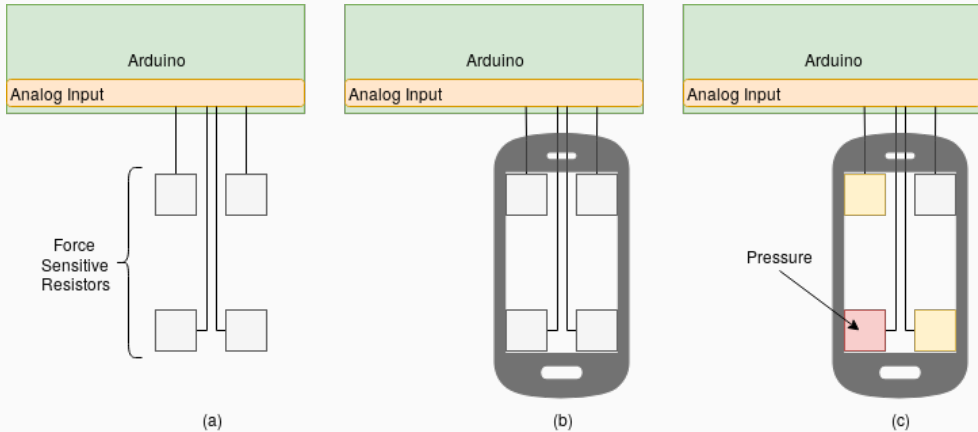 Arduino
Analog Input
Force
Sensitive
Resistors
(a)
Arduino
Analog Input
(b)
Arduino
Analog Input
Pressure
(c)